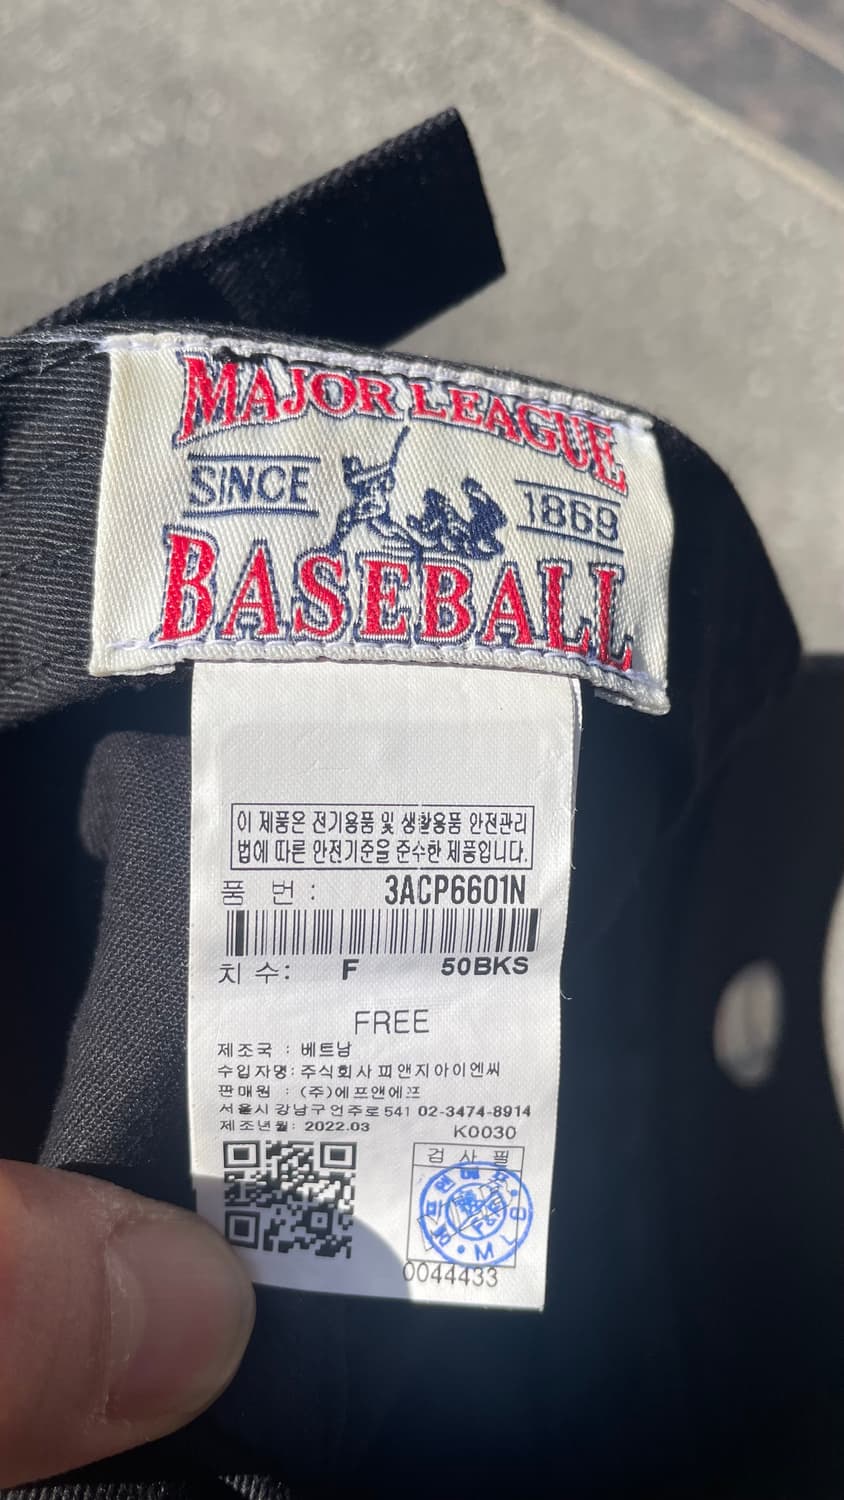 MAJOR LEAGUE
SINCE 1869
BASEBALL
이 제품은 전기용품 및 생활용품 안전관리
법에 따른 안전기준을 준수한 제품입니다.
품 번 : 3ACP6601N
치 수: F 50BKS
FREE
제조국 : 베트남
수입자명: 주식회사 피앤지아이엔씨
판매원 : (주)에프앤에프
서울시 강남구 언주로 541 02-3474-8914
제조년월: 2022.03 K0030
검 사 필
0044433